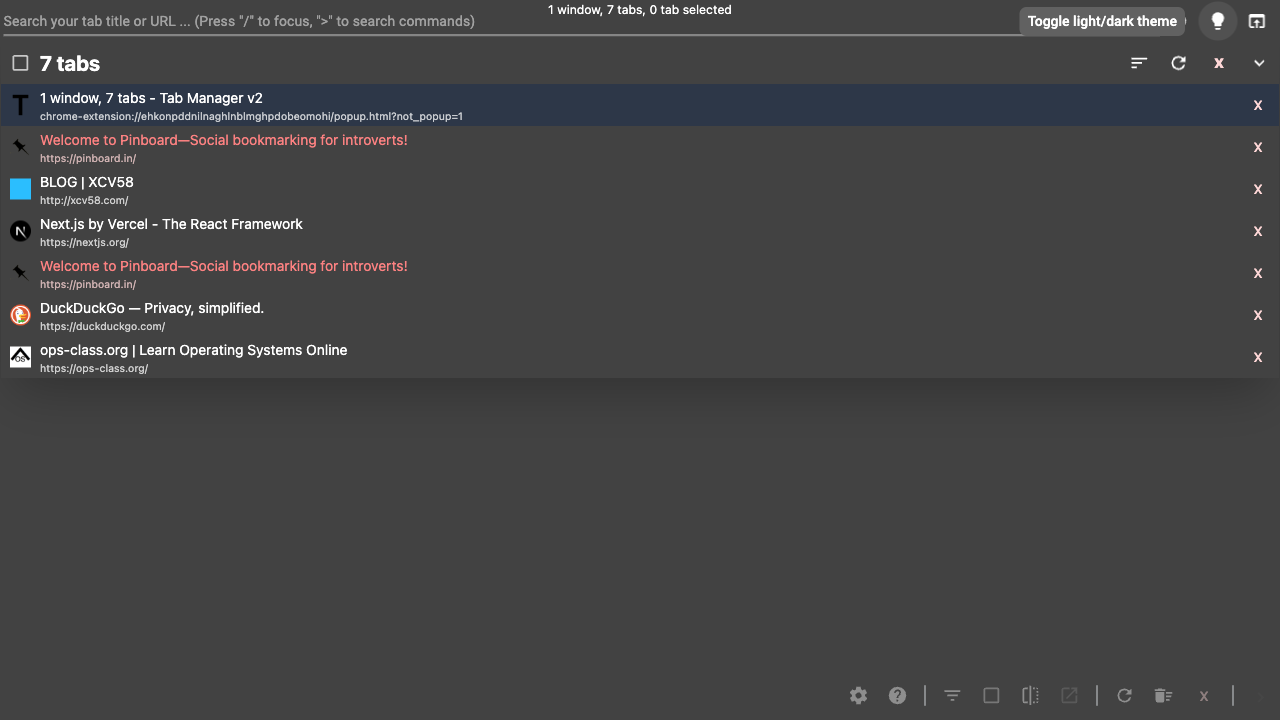 1 window, 7 tabs, 0 tab selected
Search your tab title or URL ... (Press "/" to focus, ">" to search commands)
Toggle light/dark theme
7 tabs
X
T
1 window, 7 tabs - Tab Manager v2
chrome-extension://ehkonpddnilnaghlnblmghpdobeomohi/popup.html?not_popup=1
X
Welcome to Pinboard—Social bookmarking for introverts!
https://pinboard.in/
X
BLOG | XCV58
http://xcv58.com/
X
N
Next.js by Vercel - The React Framework
https://nextjs.org/
X
Welcome to Pinboard—Social bookmarking for introverts!
https://pinboard.in/
X
DuckDuckGo — Privacy, simplified.
https://duckduckgo.com/
X
OS
ops-class.org | Learn Operating Systems Online
https://ops-class.org/
X
X